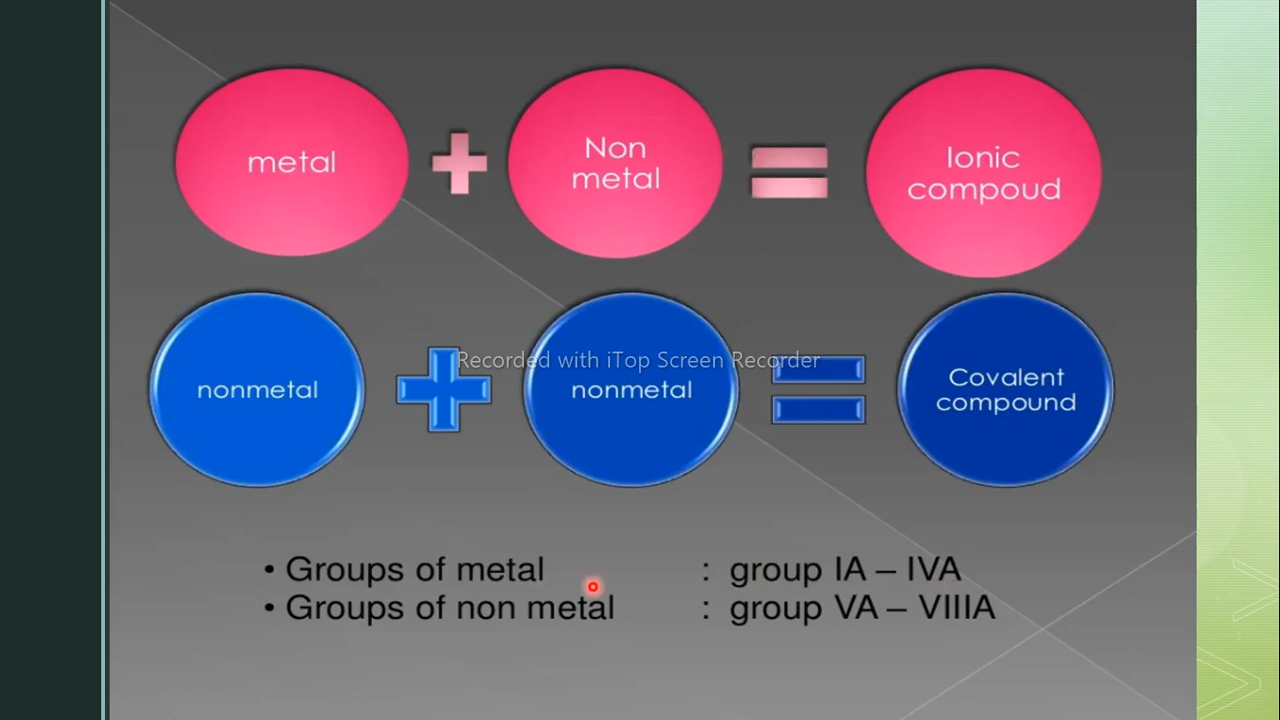 metal
Non
metal
Ionic
compoud
Recorded with iTop Screen Recorder
nonmetal
nonmetal
Covalent
compound
• Groups of metal : group IA – IVA
• Groups of non metal : group VA – VIIIA